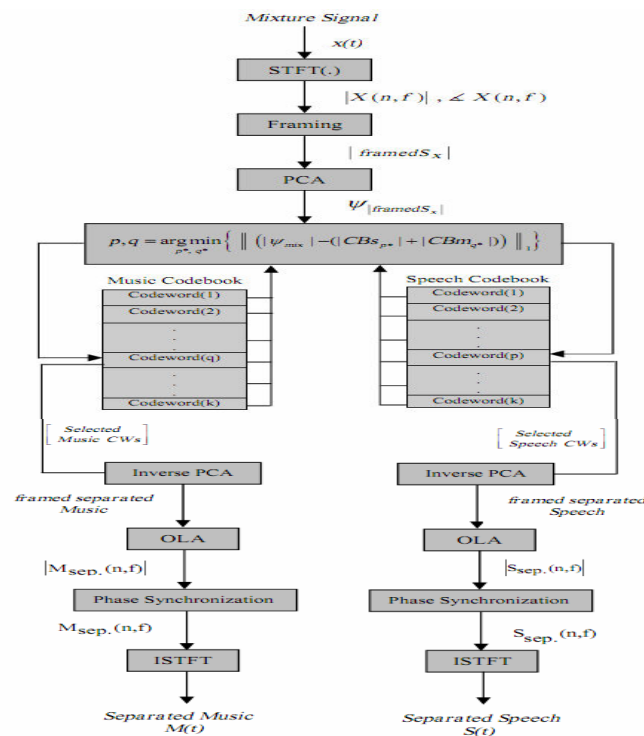 Mixture Signal
x(t)
STFT(.)
|X(n,f)| , ∡ X(n,f)
Framing
| framedS_x |
PCA
Ψ_|framedS_x|
p,q = arg min_{p*, q*} { ‖ (|ψ_mix| −(|CBs_p*| + |CBm_q*|)) ‖_1 }
Music Codebook
Codeword(1)
Codeword(2)
.
.
.
Codeword(q)
.
.
.
Codeword(k)
Speech Codebook
Codeword(1)
Codeword(2)
.
.
.
Codeword(p)
.
.
.
Codeword(k)
[ Selected
Music CWs ]
[ Selected
Speech CWs ]
Inverse PCA
framed separated
Music
OLA
|M_sep.(n,f)|
Phase Synchronization
M_sep.(n,f)
ISTFT
Separated Music
M(t)
Inverse PCA
framed separated
Speech
OLA
|S_sep.(n,f)|
Phase Synchronization
S_sep.(n,f)
ISTFT
Separated Speech
S(t)